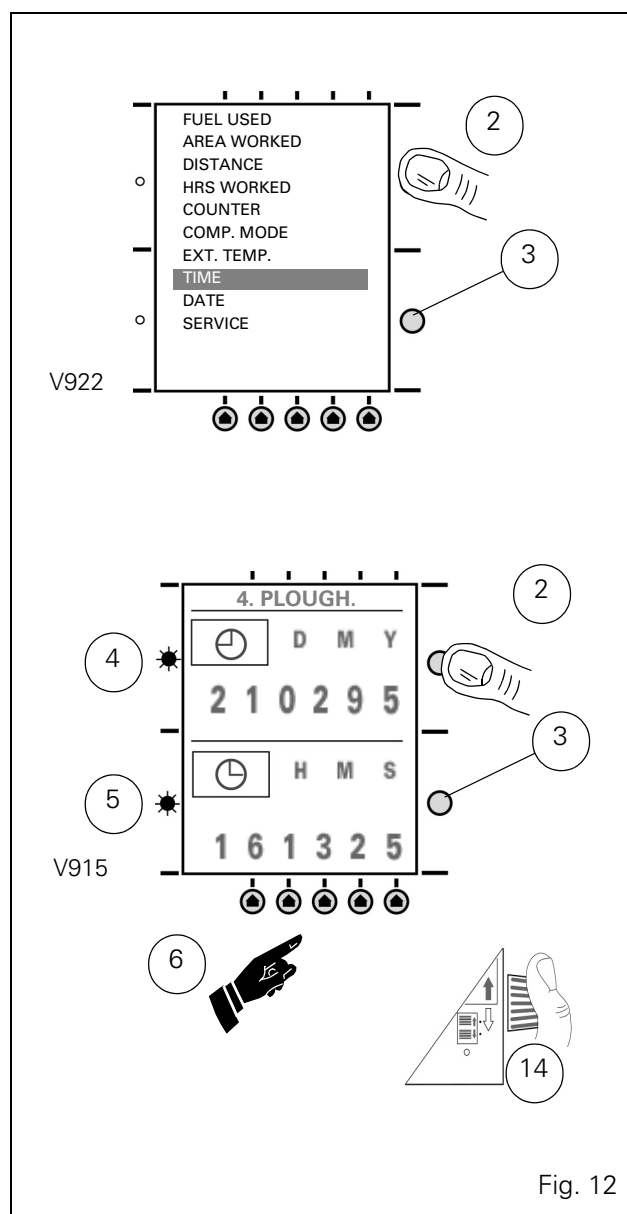 FUEL USED
AREA WORKED
DISTANCE
HRS WORKED
COUNTER
COMP. MODE
EXT. TEMP.
TIME
DATE
SERVICE
2
3
V922
4. PLOUGH.
D M Y
2 1 0 2 9 5
H M S
1 6 1 3 2 5
2
3
4
5
V915
6
14
Fig. 12